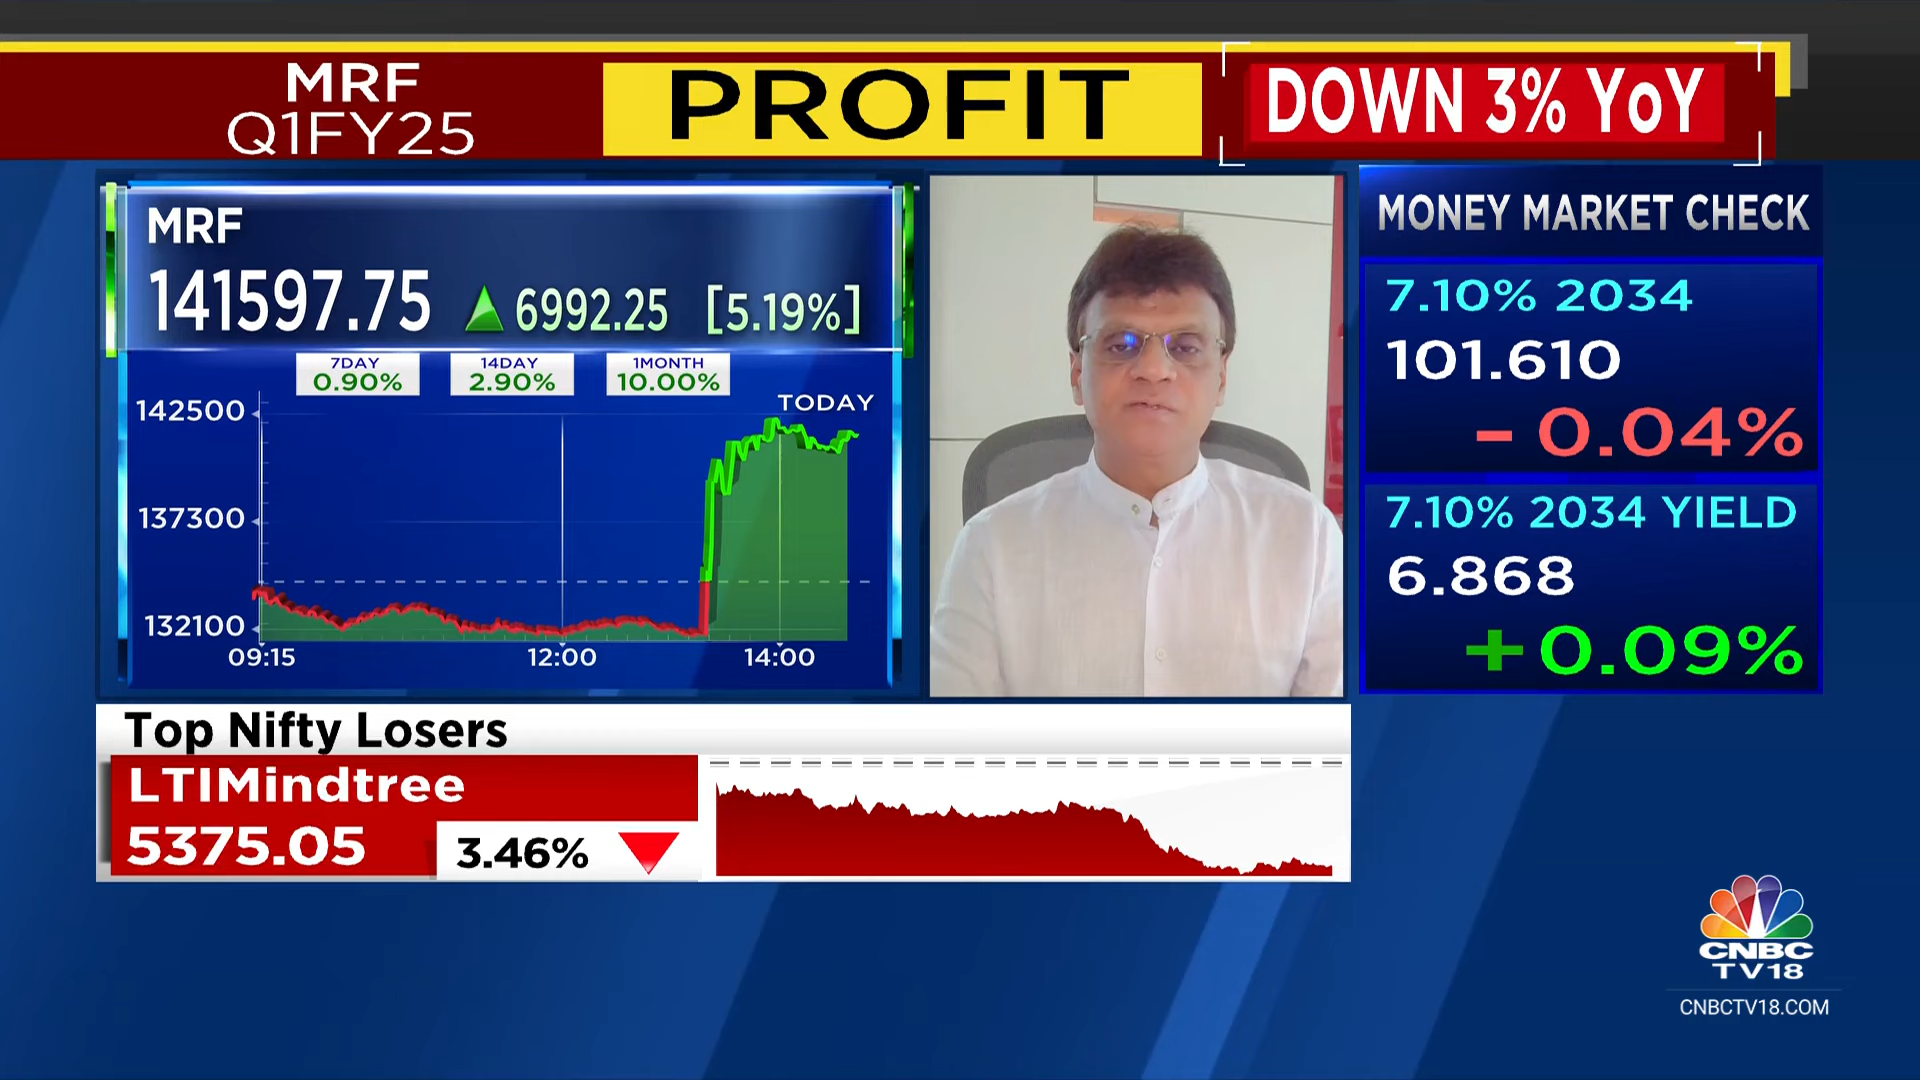 MRF
Q1FY25
PROFIT
DOWN 3% YoY
MRF
141597.75 ▲ 6992.25 [5.19%]
7DAY
0.90%
14DAY
2.90%
1MONTH
10.00%
TODAY
142500
137300
132100
09:15
12:00
14:00
MONEY MARKET CHECK
7.10% 2034
101.610
- 0.04%
7.10% 2034 YIELD
6.868
+0.09%
Top Nifty Losers
LTIMindtree
5375.05
3.46% ▼
CNBC
TV18
CNBCTV18.COM